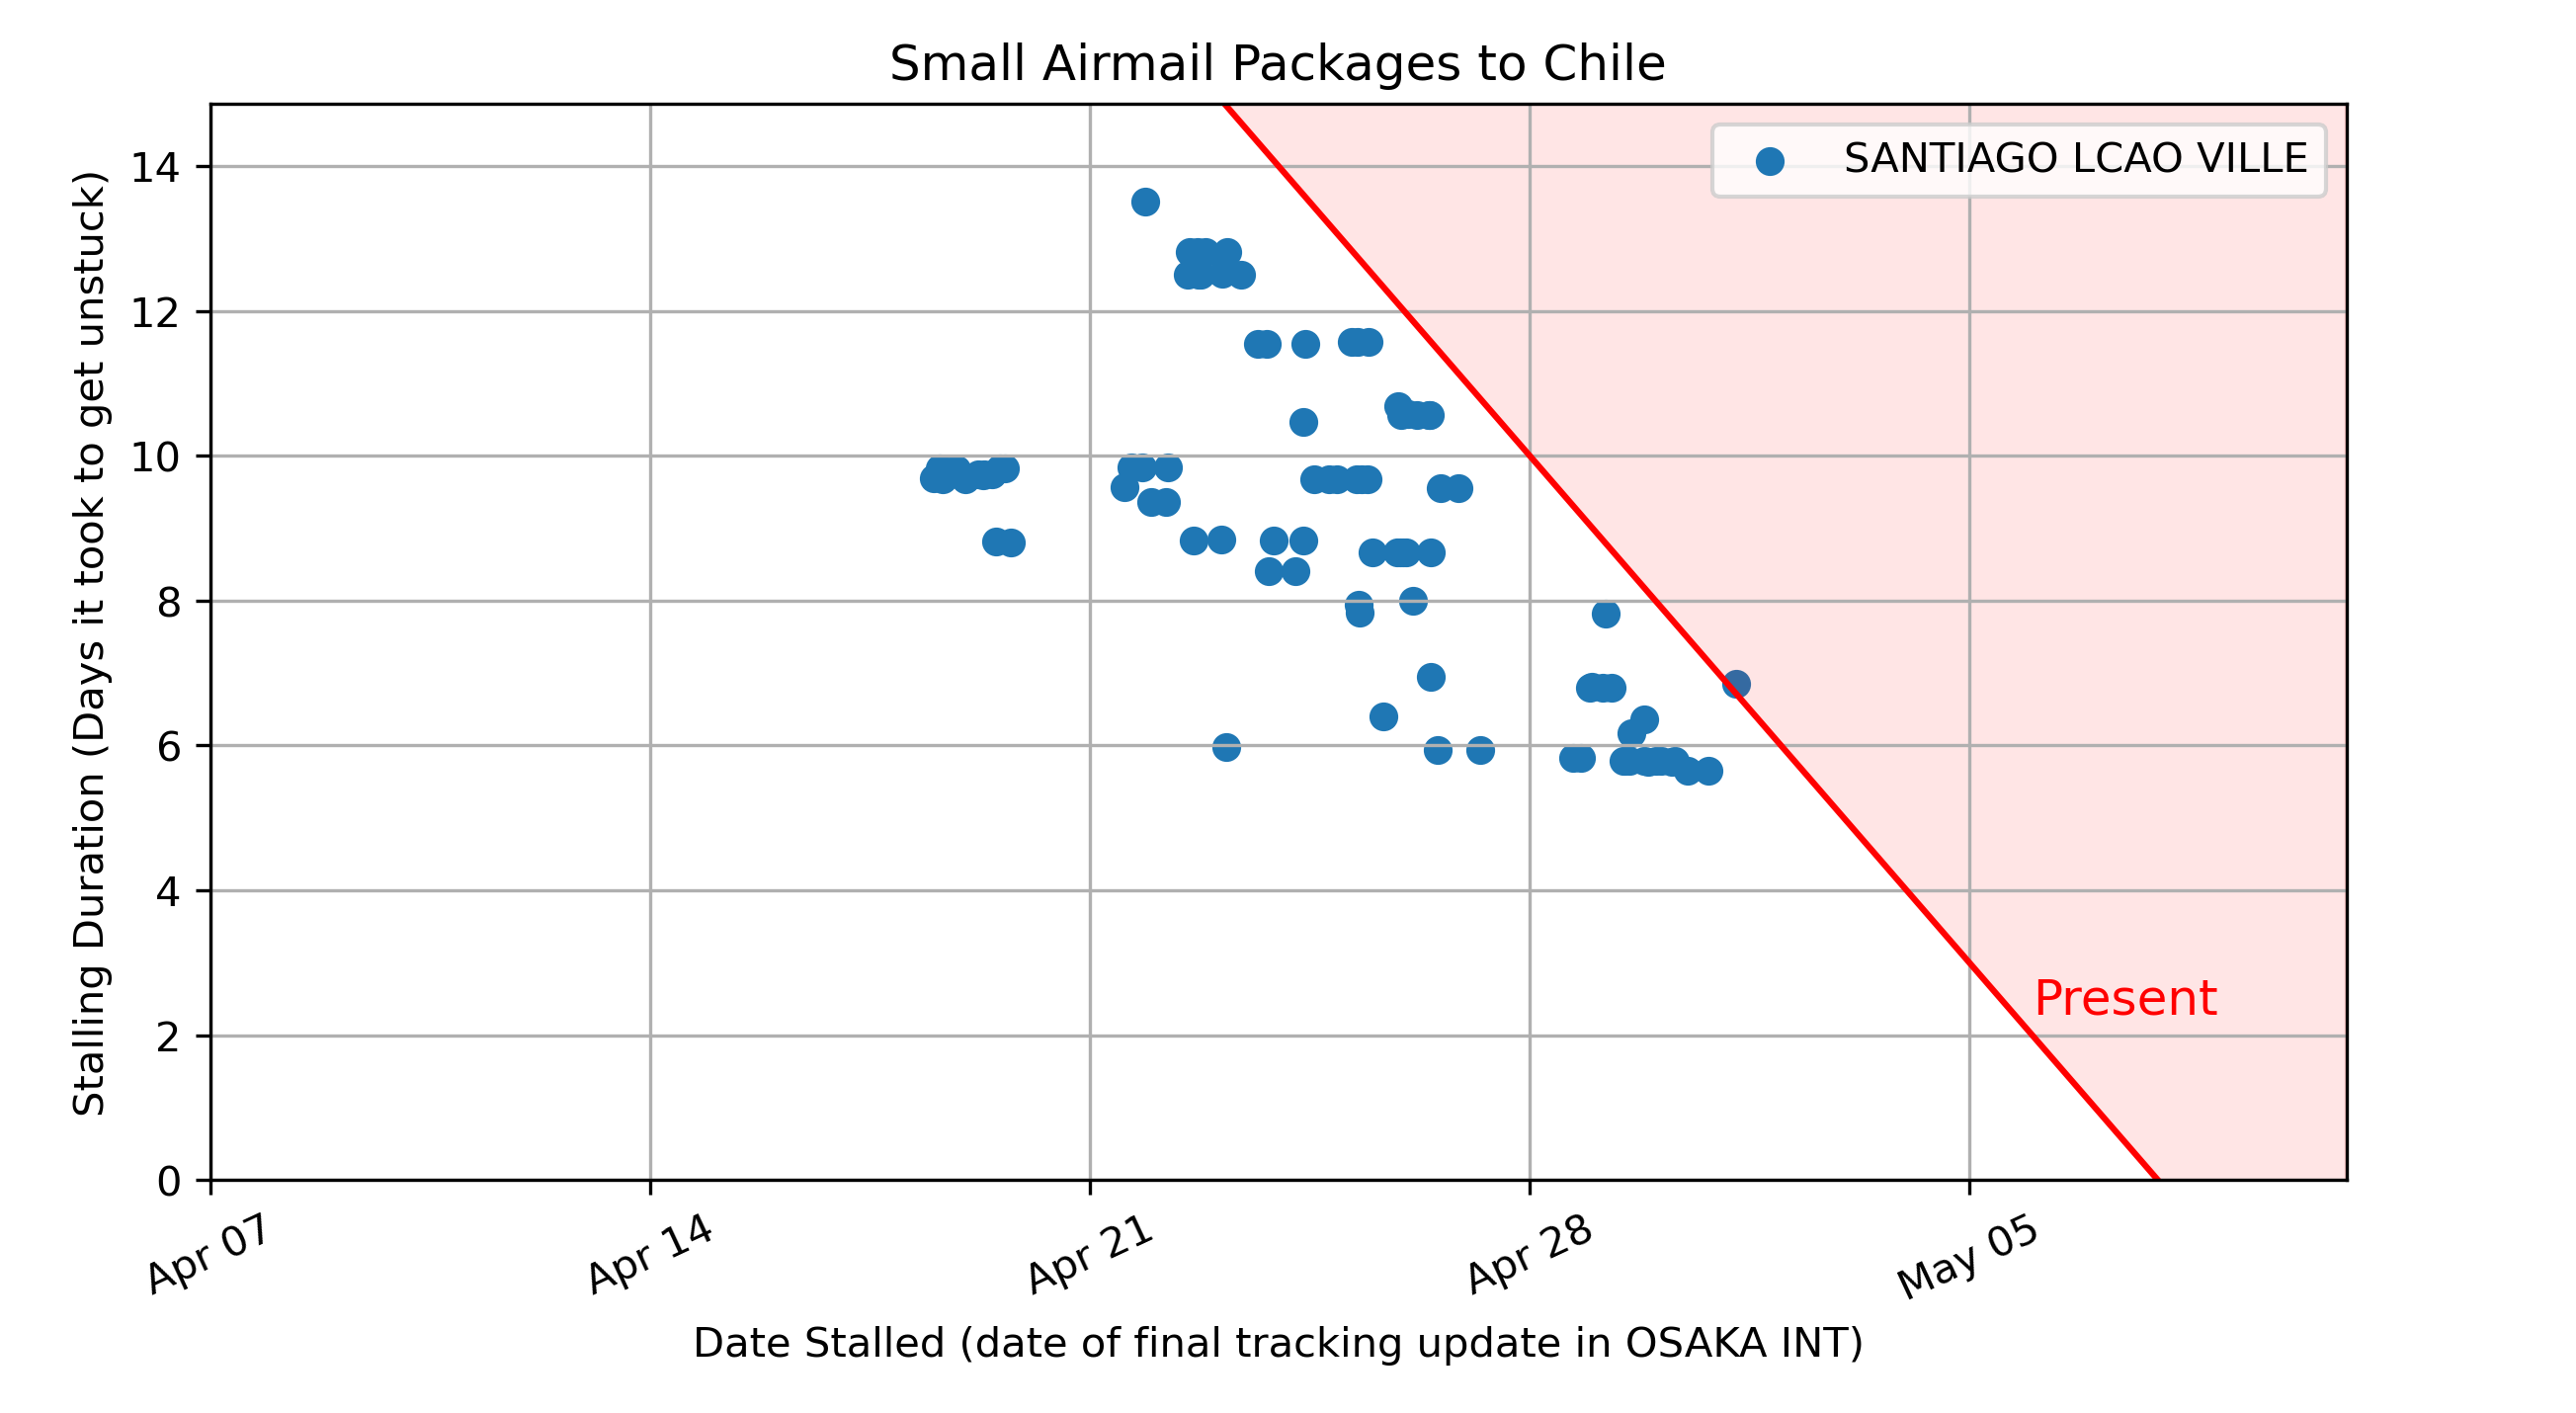 Small Airmail Packages to Chile
SANTIAGO LCAO VILLE
Stalling Duration (Days it took to get unstuck)
14
12
10
8
6
4
2
0
Present
Apr 07
Apr 14
Apr 21
Apr 28
May 05
Date Stalled (date of final tracking update in OSAKA INT)